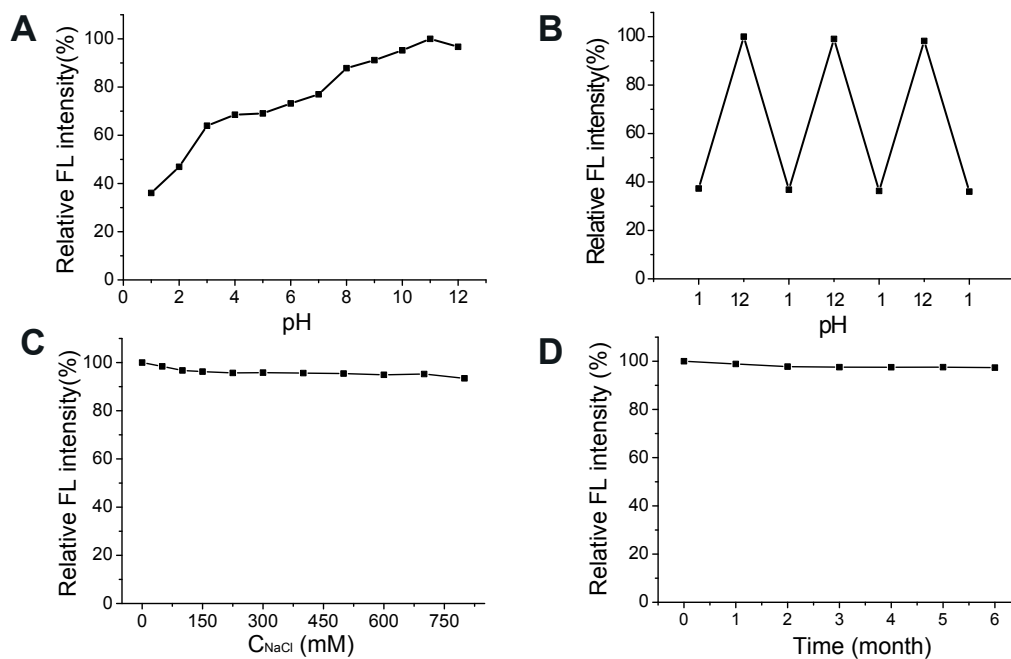 A
Relative FL intensity(%)
100
80
60
40
20
0
0 2 4 6 8 10 12
pH
B
Relative FL intensity(%)
100
80
60
40
20
0
1 12 1 12 1 12 1
pH
C
Relative FL intensity(%)
100
80
60
40
20
0
0 150 300 450 600 750
CNaCl (mM)
D
Relative FL intensity (%)
100
80
60
40
20
0
0 1 2 3 4 5 6
Time (month)